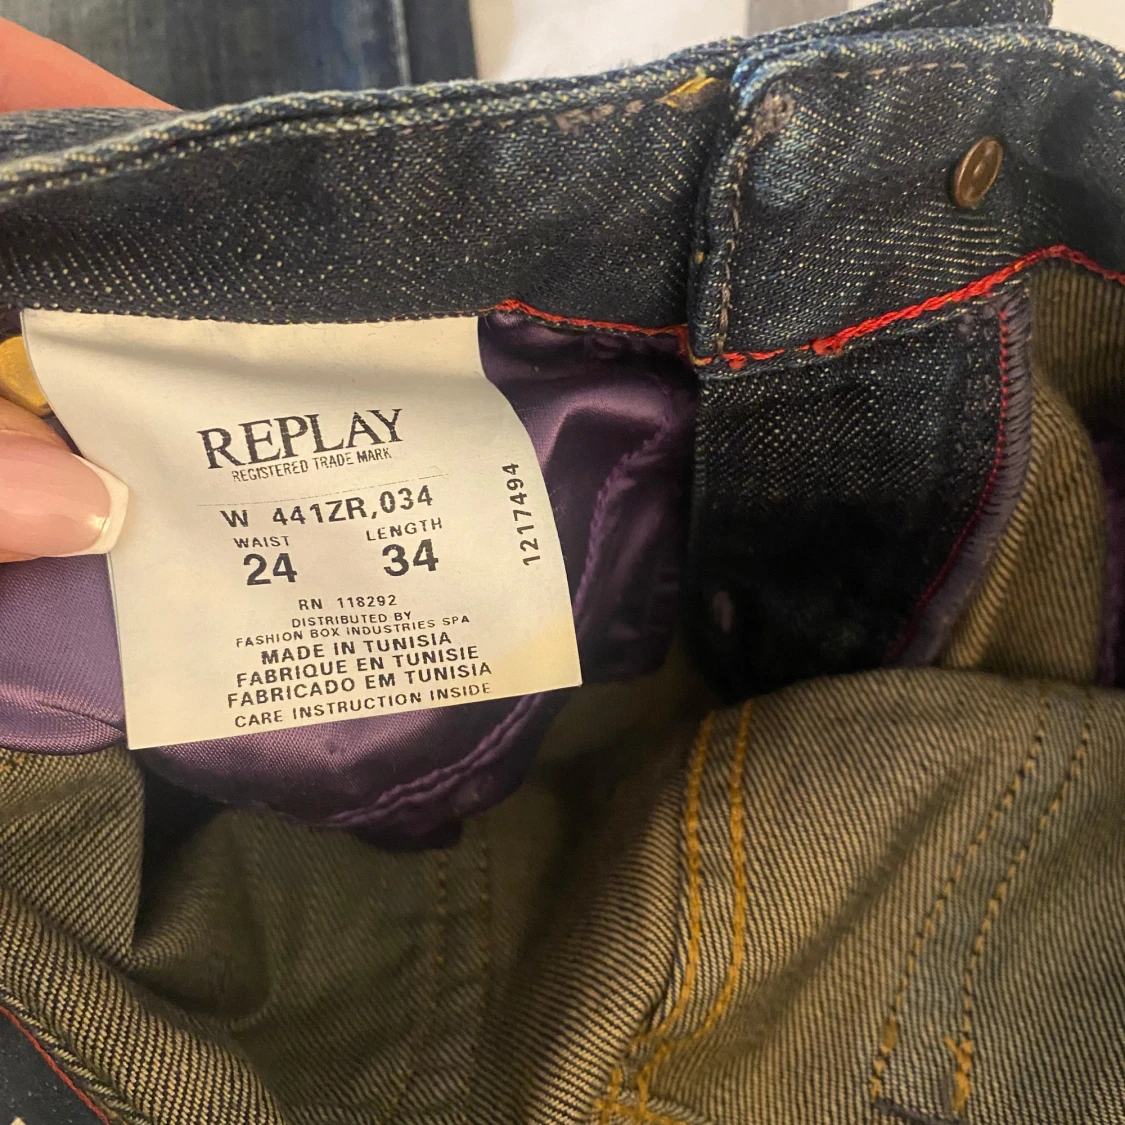 REPLAY
REGISTERED TRADE MARK
W 441ZR,034
WAIST LENGTH
24 34
RN 118292
DISTRIBUTED BY
FASHION BOX INDUSTRIES SPA
MADE IN TUNISIA
FABRIQUE EN TUNISIE
FABRICADO EM TUNISIA
CARE INSTRUCTION INSIDE
1217494